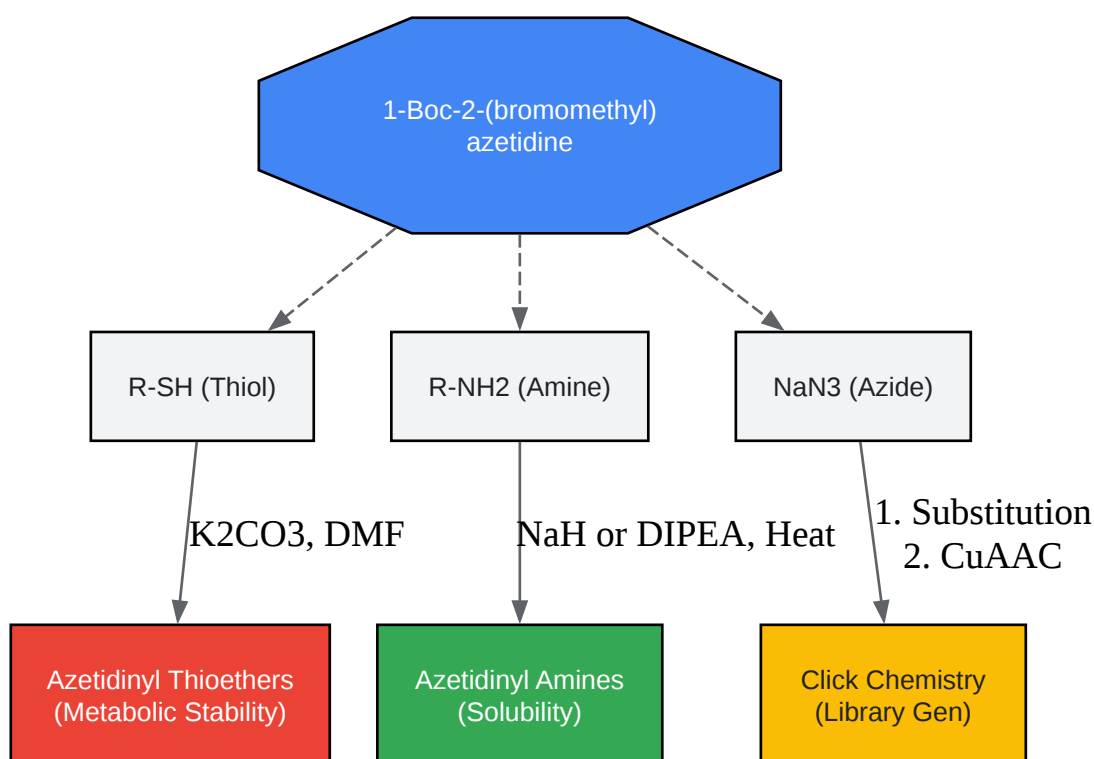 1-Boc-2-(bromomethyl)
azetidine
R-SH (Thiol)
R-NH2 (Amine)
NaN3 (Azide)
K2CO3, DMF
NaH or DIPEA, Heat
1. Substitution
2. CuAAC
Azetidinyl Thioethers
(Metabolic Stability)
Azetidinyl Amines
(Solubility)
Click Chemistry
(Library Gen)